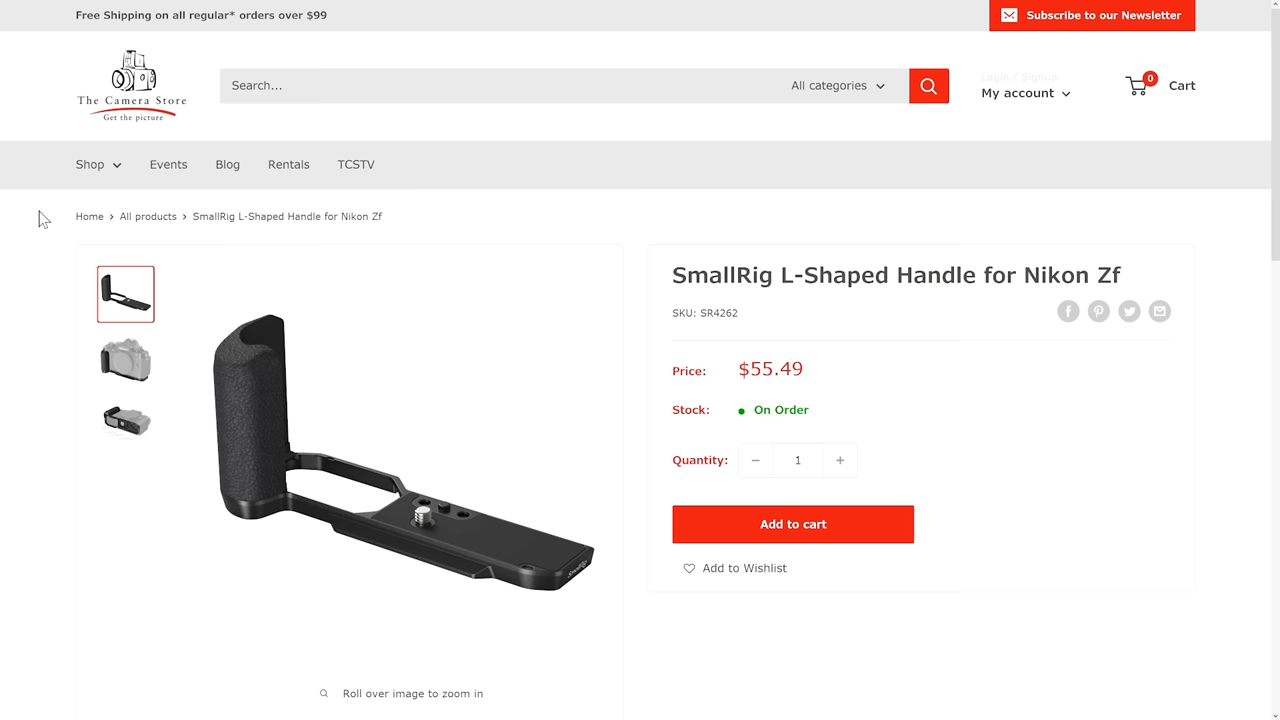 Free Shipping on all regular* orders over $99
Subscribe to our Newsletter
The Camera Store
Get the picture
Search...
All categories
Login / Signup
My account
0
Cart
Shop
Events
Blog
Rentals
TCSTV
Home > All products > SmallRig L-Shaped Handle for Nikon Zf
SmallRig L-Shaped Handle for Nikon Zf
SKU: SR4262
Price: $55.49
Stock: On Order
Quantity: − 1 +
Add to cart
Add to Wishlist
SmallRig
Roll over image to zoom in